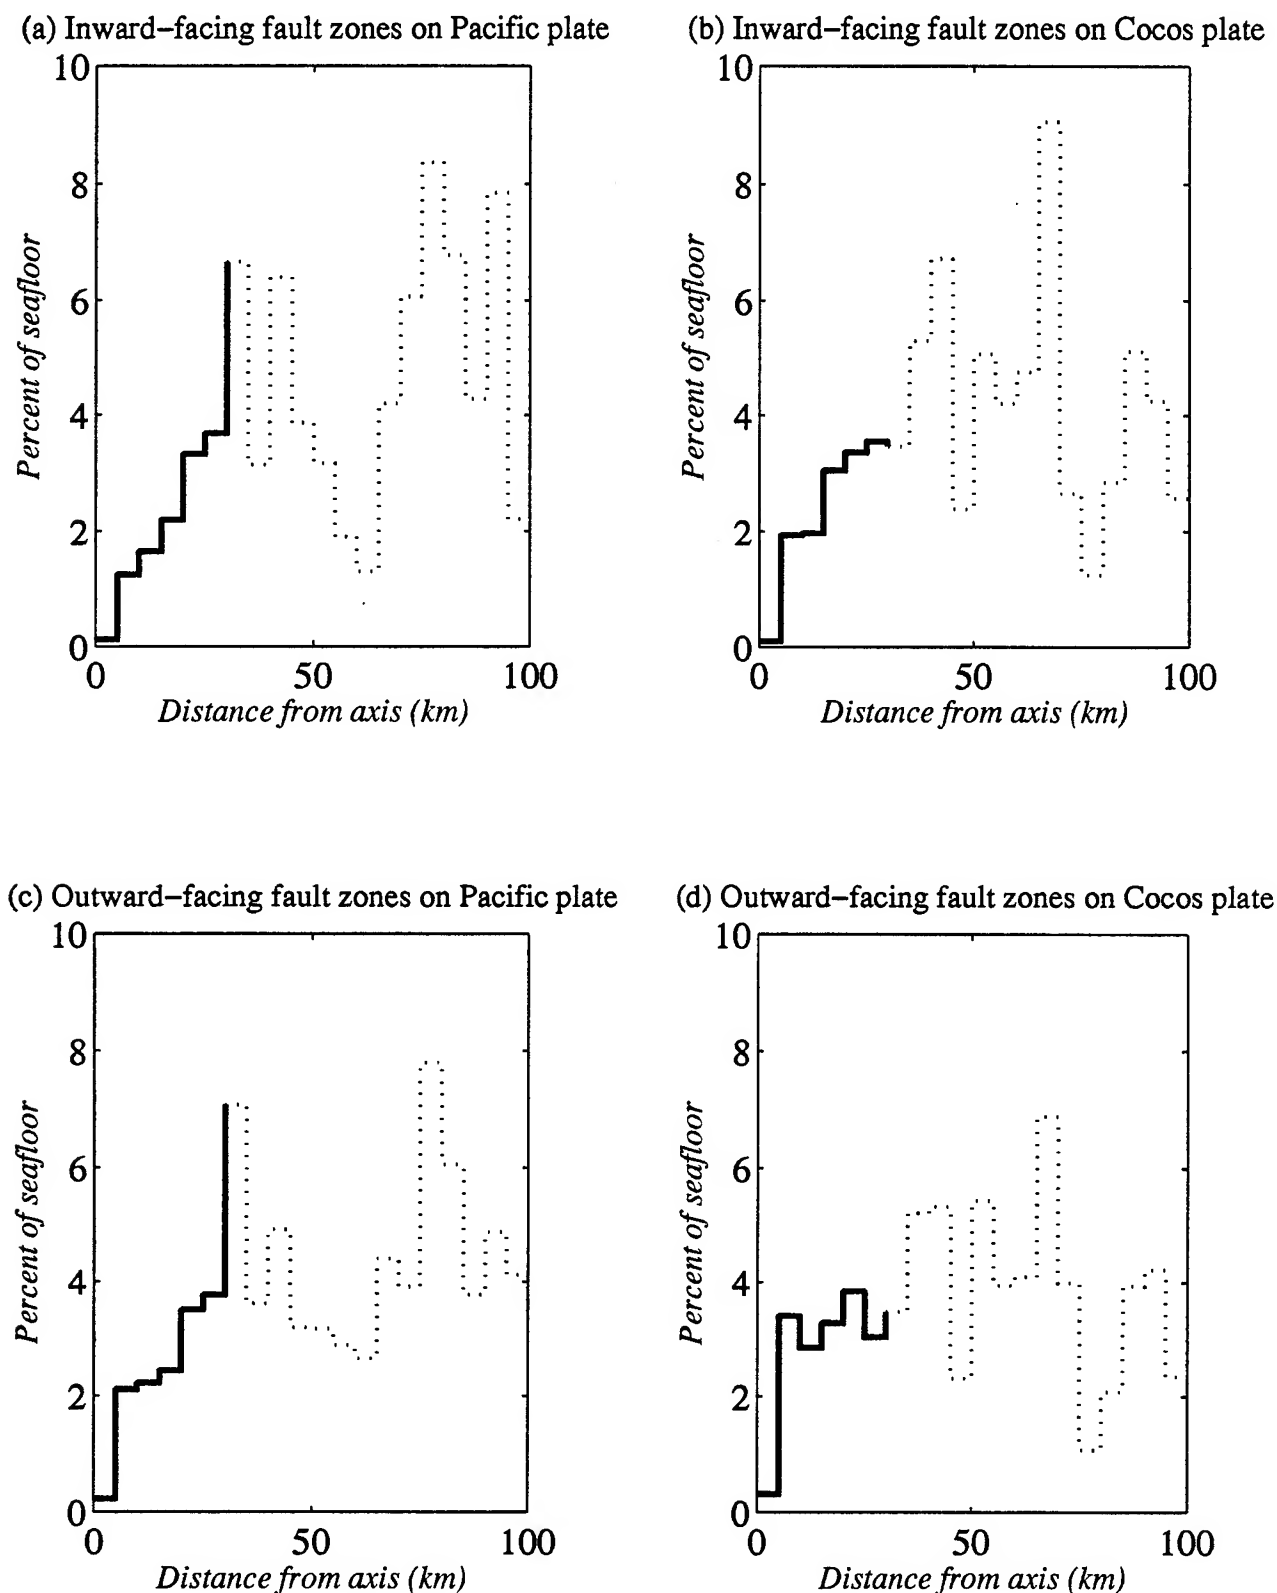 (a) Inward–facing fault zones on Pacific plate
10
8
6
4
2
0
Percent of seafloor
0 50 100
Distance from axis (km)
(b) Inward–facing fault zones on Cocos plate
10
8
6
4
2
0
Percent of seafloor
0 50 100
Distance from axis (km)
(c) Outward–facing fault zones on Pacific plate
10
8
6
4
2
0
Percent of seafloor
0 50 100
Distance from axis (km)
(d) Outward–facing fault zones on Cocos plate
10
8
6
4
2
0
Percent of seafloor
0 50 100
Distance from axis (km)